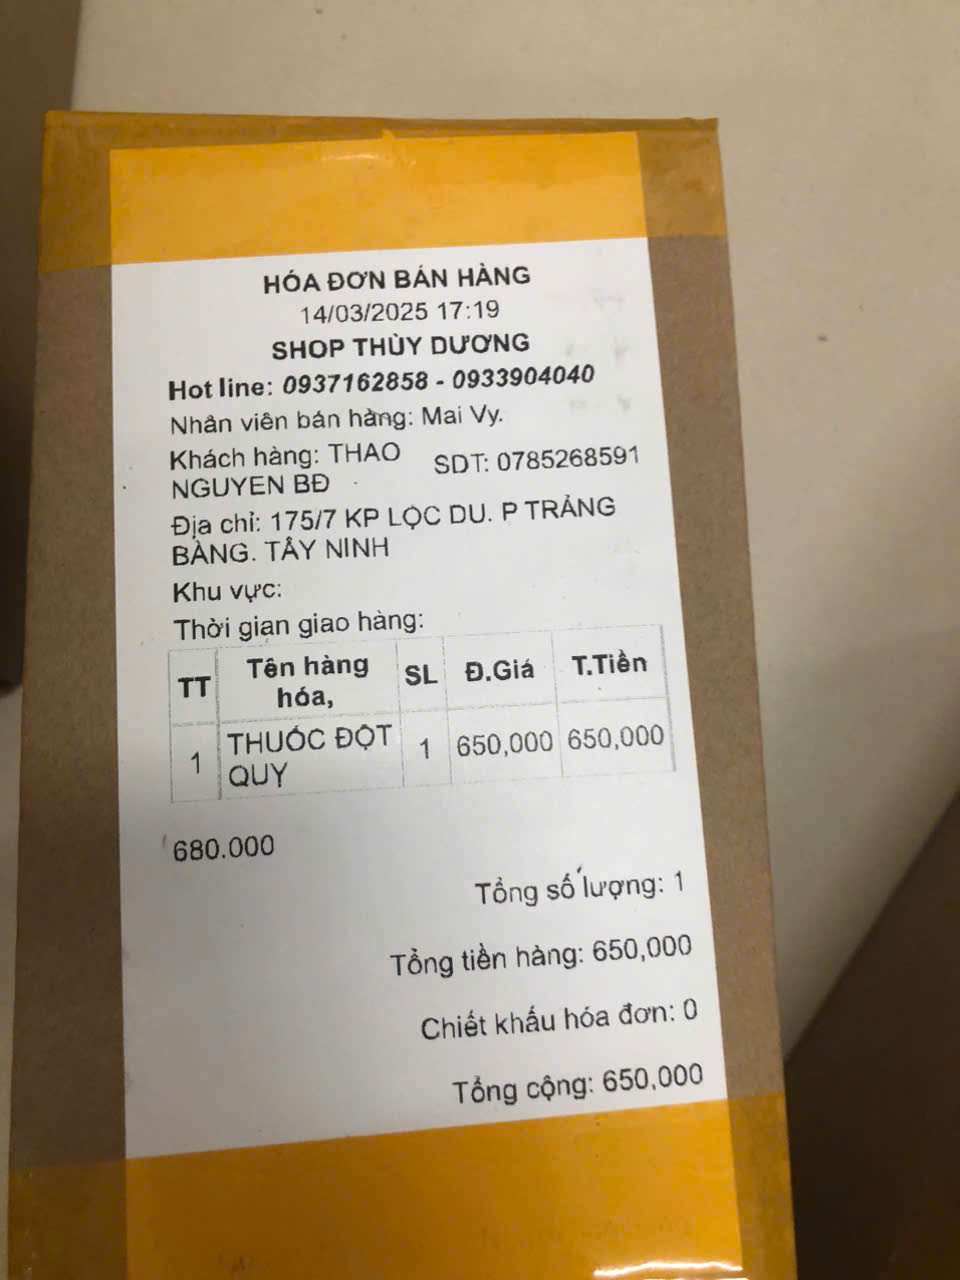 HÓA ĐƠN BÁN HÀNG
14/03/2025 17:19
SHOP THÙY DƯƠNG
Hot line: 0937162858 - 0933904040
Nhân viên bán hàng: Mai Vy.
Khách hàng: THAO NGUYEN BĐ SDT: 0785268591
Địa chỉ: 175/7 KP LỘC DU. P TRẢNG
BÀNG. TÂY NINH
Khu vực:
Thời gian giao hàng:
TT Tên hàng hóa, SL Đ.Giá T.Tiền
1 THUÓC ĐỘT QUY 1 650,000 650,000
680.000
Tổng số lượng: 1
Tổng tiền hàng: 650,000
Chiết khấu hóa đơn: 0
Tổng cộng: 650,000